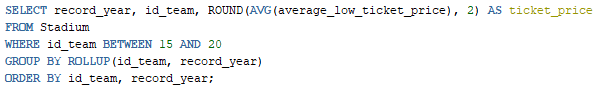 SELECT record_year, id_team, ROUND(AVG(average_low_ticket_price), 2) AS ticket_price
FROM Stadium
WHERE id_team BETWEEN 15 AND 20
GROUP BY ROLLUP(id_team, record_year)
ORDER BY id_team, record_year;